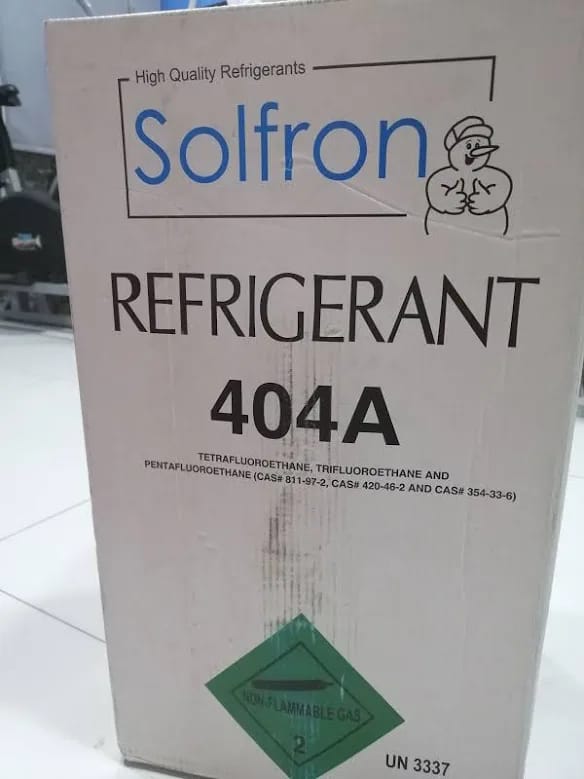 High Quality Refrigerants
Solfron
REFRIGERANT
404A
TETRAFLUOROETHANE, TRIFLUOROETHANE AND
PENTAFLUOROETHANE (CAS# 811-97-2, CAS# 420-46-2 AND CAS# 354-33-6)
NON-FLAMMABLE GAS
2
UN 3337